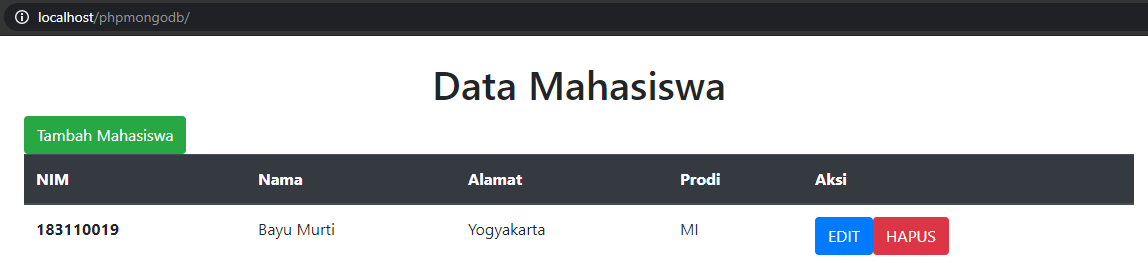 localhost/phpmongodb/
Data Mahasiswa
Tambah Mahasiswa
NIM Nama Alamat Prodi Aksi
183110019 Bayu Murti Yogyakarta MI EDIT HAPUS